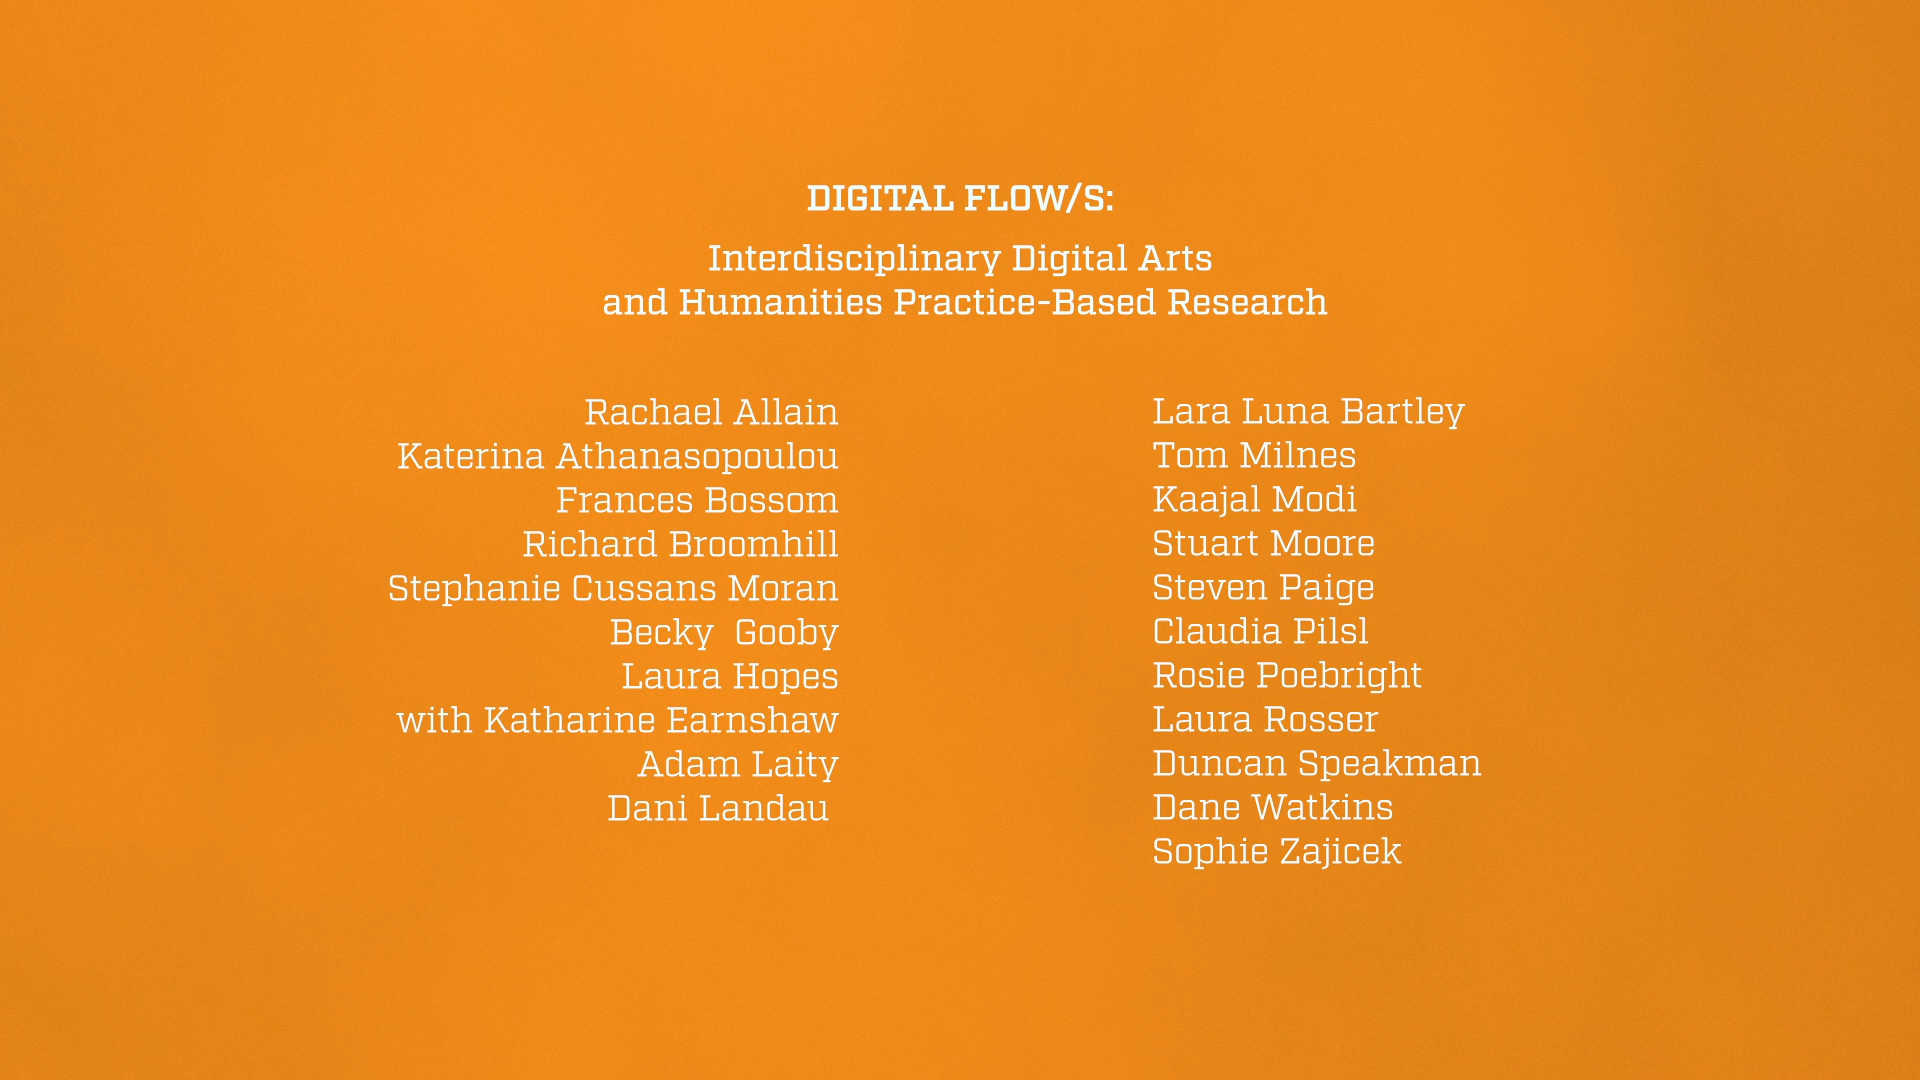 DIGITAL FLOW/S:
Interdisciplinary Digital Arts
and Humanities Practice-Based Research
Rachael Allain
Katerina Athanasopoulou
Frances Bossom
Richard Broomhill
Stephanie Cussans Moran
Becky  Gooby
Laura Hopes
with Katharine Earnshaw
Adam Laity
Dani Landau
Lara Luna Bartley
Tom Milnes
Kaajal Modi
Stuart Moore
Steven Paige
Claudia Pilsl
Rosie Poebright
Laura Rosser
Duncan Speakman
Dane Watkins
Sophie Zajicek